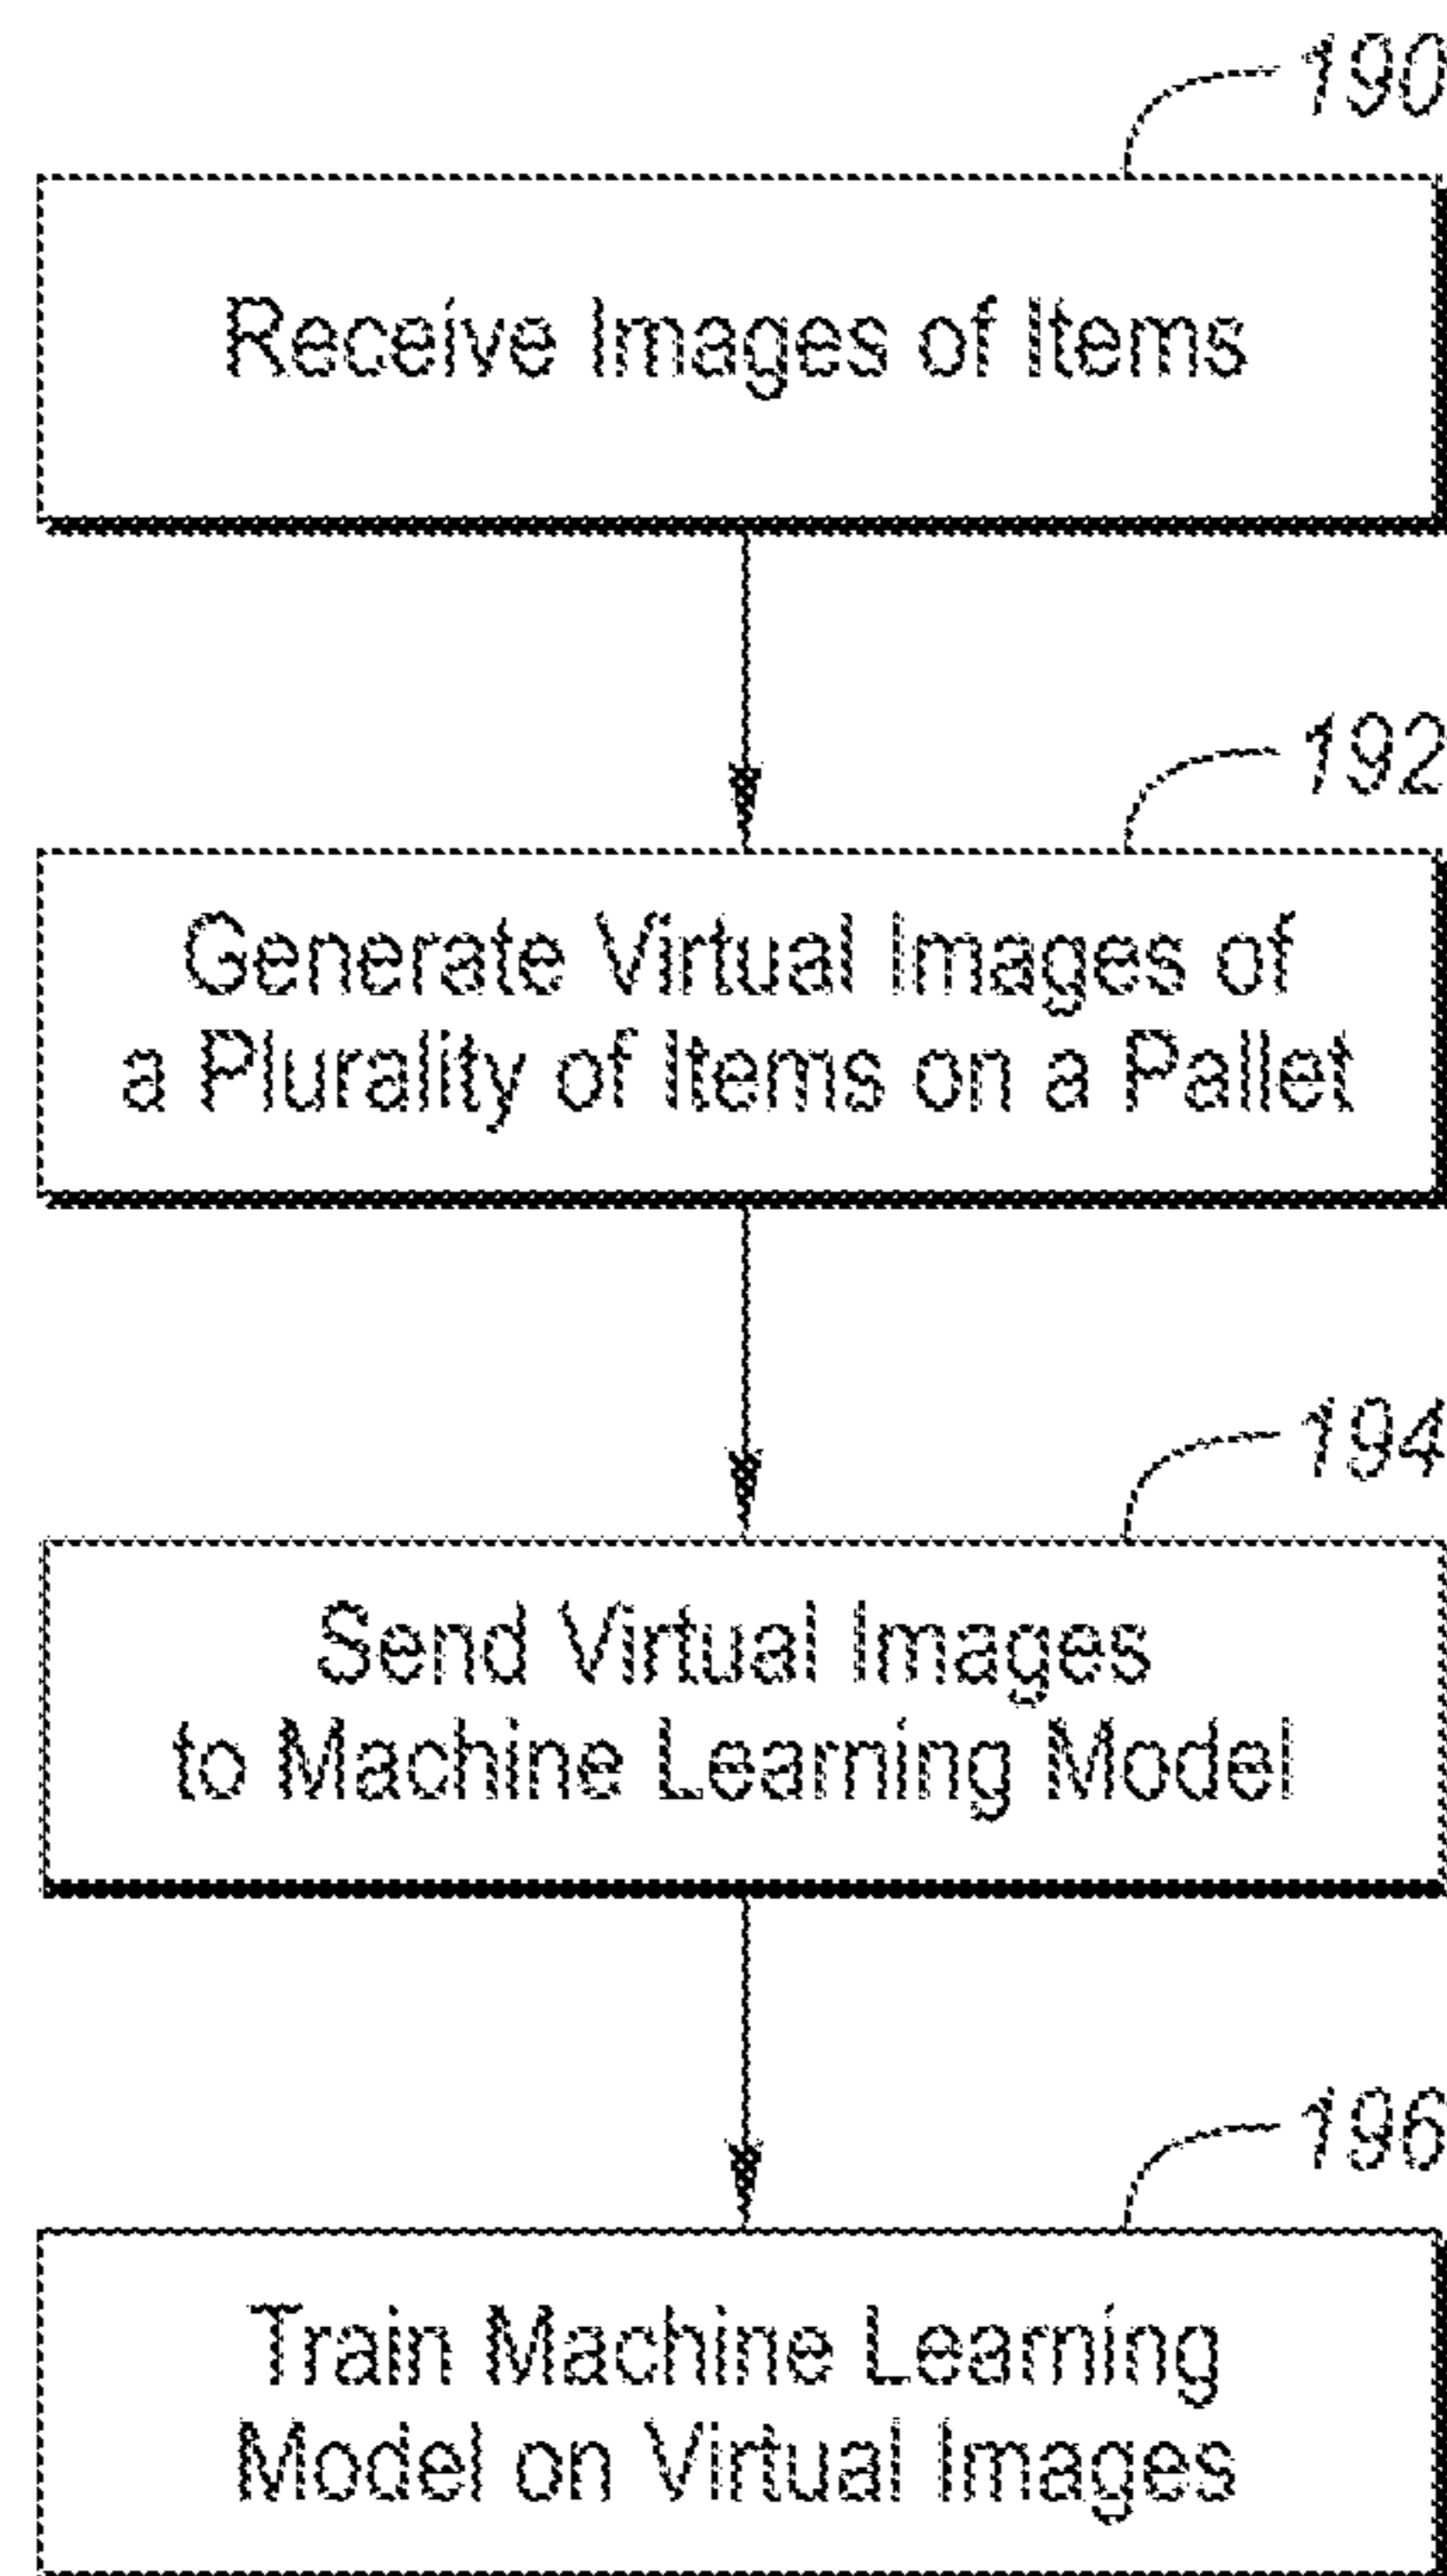 190
Receive Images of Items
192
Generate Virtual Images of
a Plurality of Items on a Pallet
194
Send Virtual Images
to Machine Learning Model
196
Train Machine Learning
Model on Virtual Images